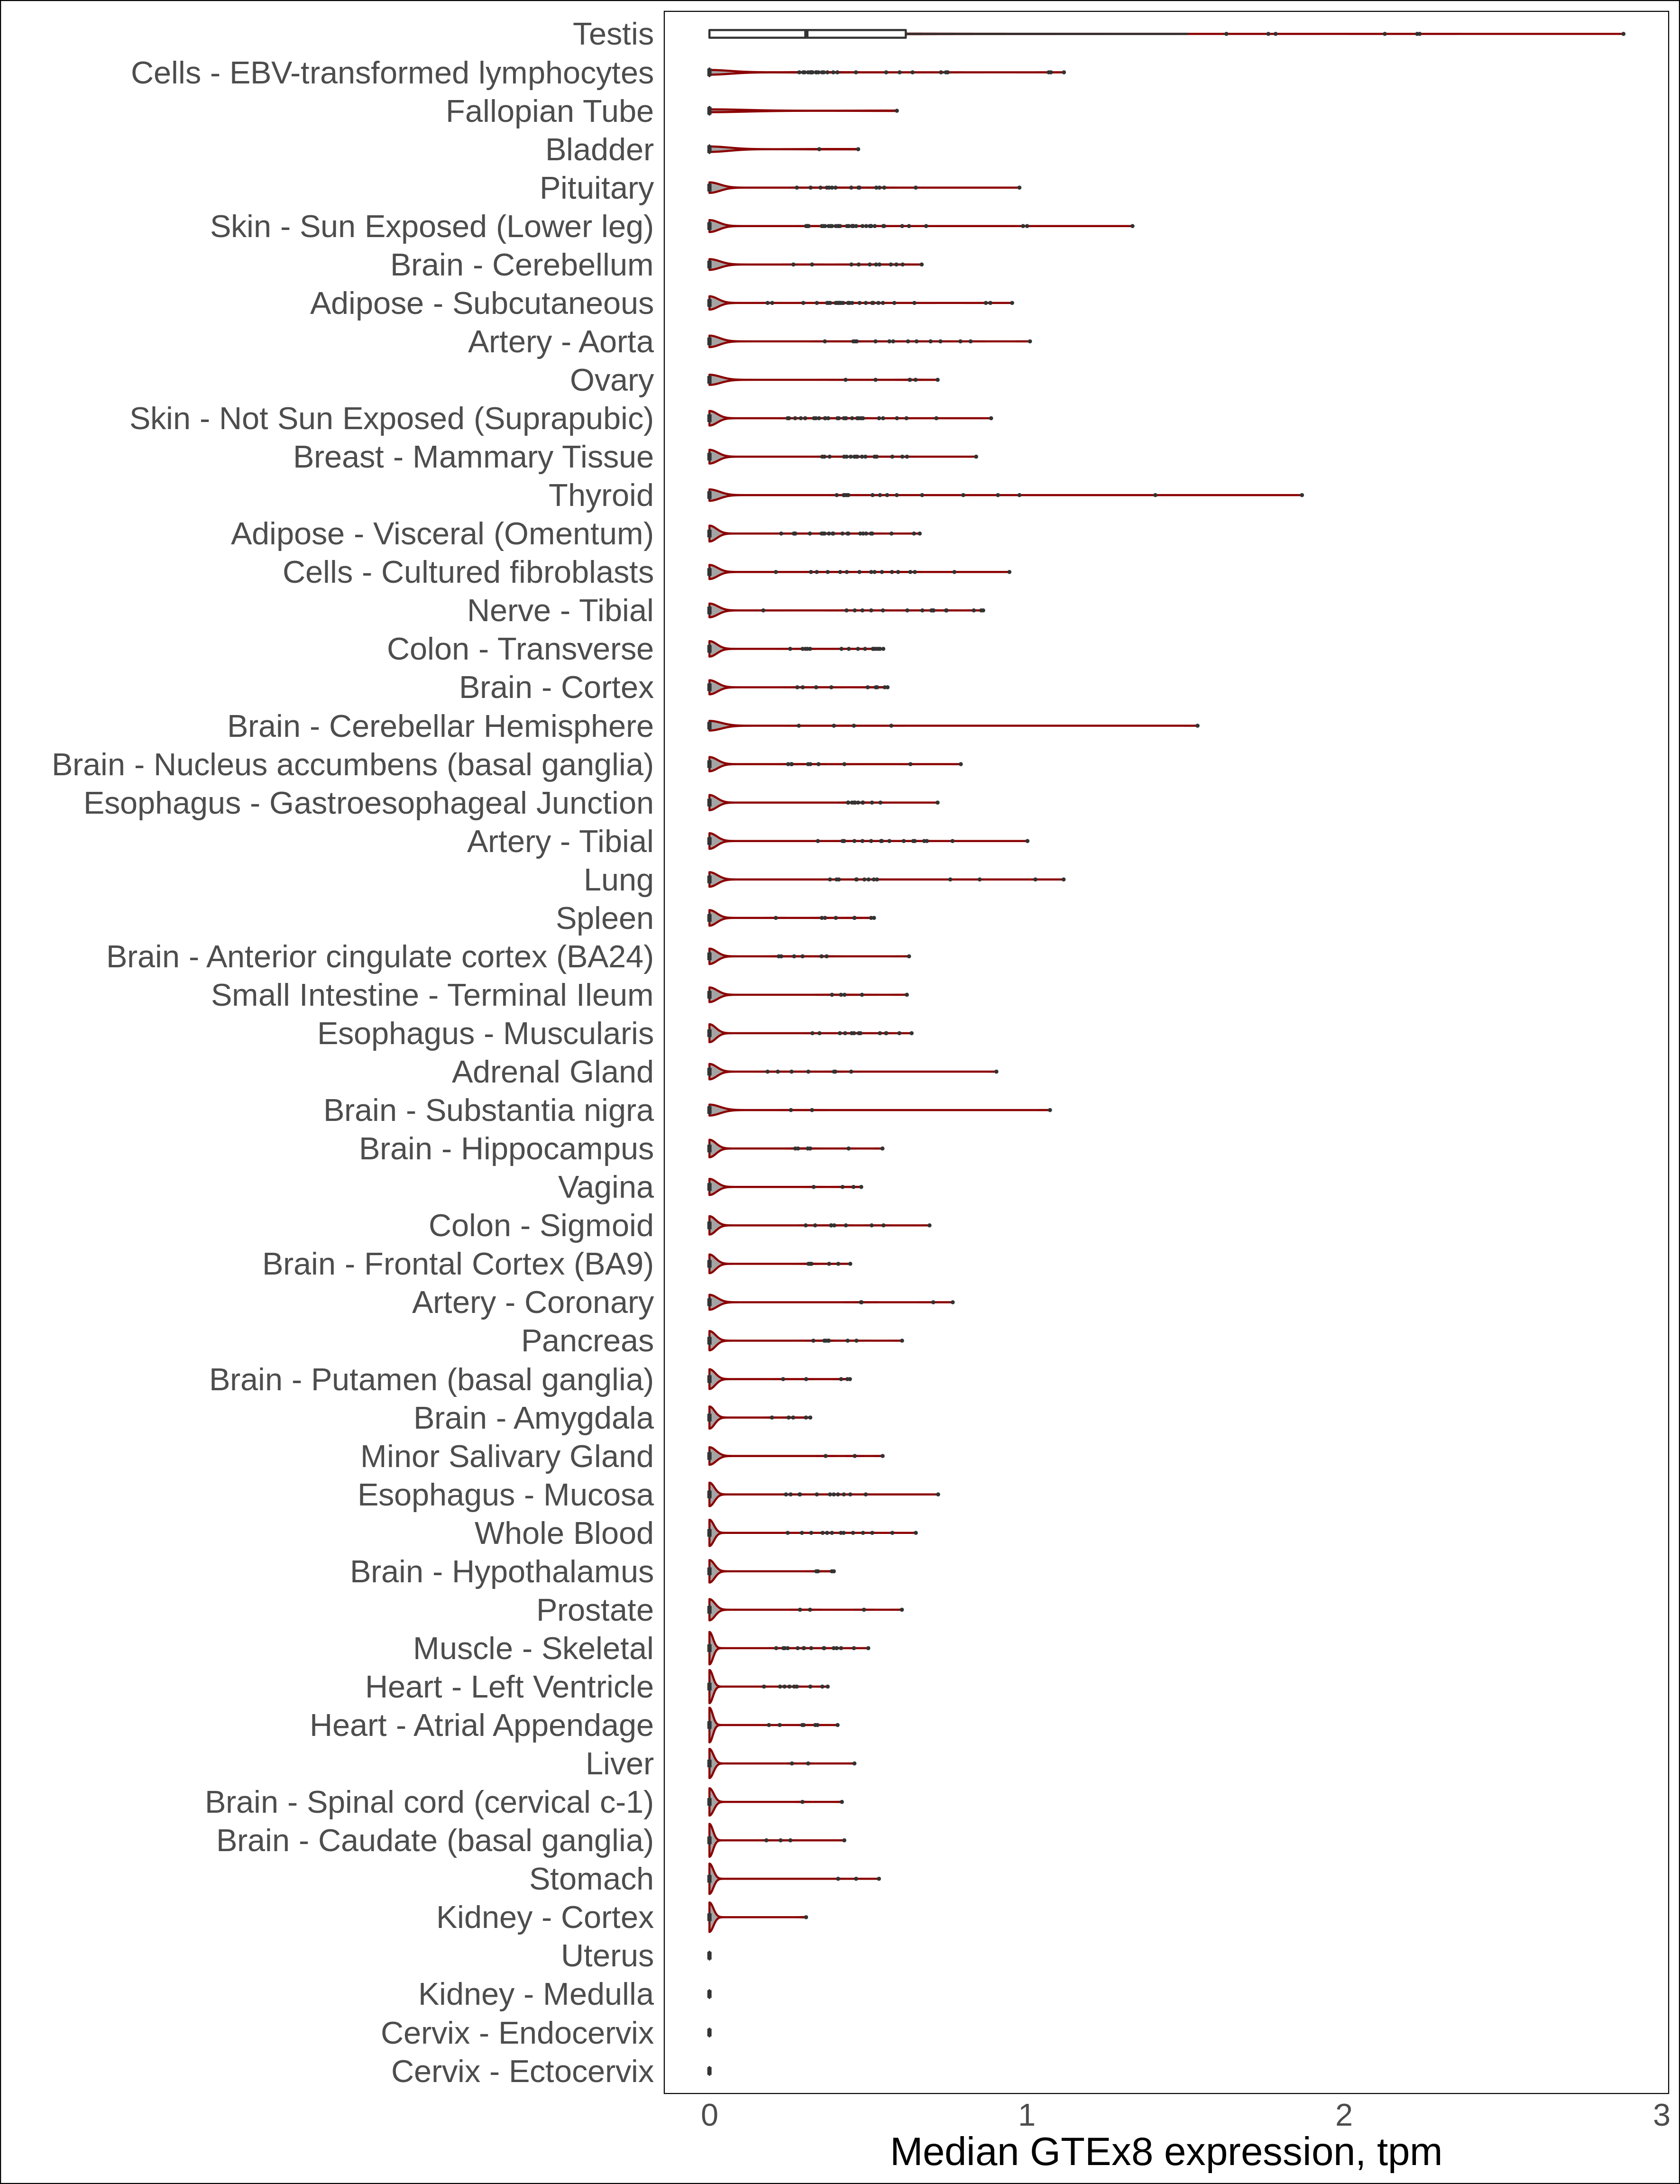 Testis
Cells - EBV-transformed lymphocytes
Fallopian Tube
Bladder
Pituitary
Skin - Sun Exposed (Lower leg)
Brain - Cerebellum
Adipose - Subcutaneous
Artery - Aorta
Ovary
Skin - Not Sun Exposed (Suprapubic)
Breast - Mammary Tissue
Thyroid
Adipose - Visceral (Omentum)
Cells - Cultured fibroblasts
Nerve - Tibial
Colon - Transverse
Brain - Cortex
Brain - Cerebellar Hemisphere
Brain - Nucleus accumbens (basal ganglia)
Esophagus - Gastroesophageal Junction
Artery - Tibial
Lung
Spleen
Brain - Anterior cingulate cortex (BA24)
Small Intestine - Terminal Ileum
Esophagus - Muscularis
Adrenal Gland
Brain - Substantia nigra
Brain - Hippocampus
Vagina
Colon - Sigmoid
Brain - Frontal Cortex (BA9)
Artery - Coronary
Pancreas
Brain - Putamen (basal ganglia)
Brain - Amygdala
Minor Salivary Gland
Esophagus - Mucosa
Whole Blood
Brain - Hypothalamus
Prostate
Muscle - Skeletal
Heart - Left Ventricle
Heart - Atrial Appendage
Liver
Brain - Spinal cord (cervical c-1)
Brain - Caudate (basal ganglia)
Stomach
Kidney - Cortex
Uterus
Kidney - Medulla
Cervix - Endocervix
Cervix - Ectocervix
0 1 2 3
Median GTEx8 expression, tpm